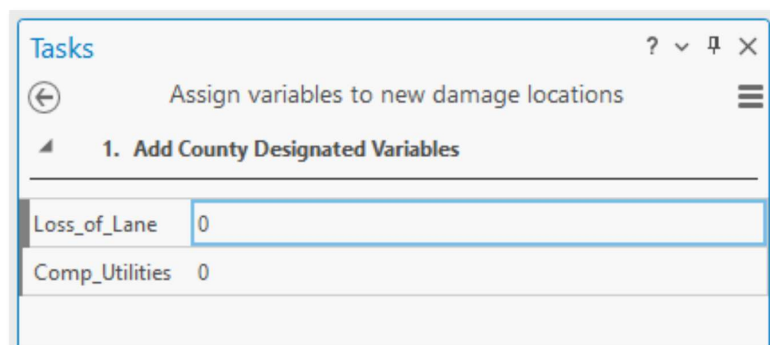 Tasks ?
Assign variables to new damage locations
1. Add County Designated Variables
Loss_of_Lane 0
Comp_Utilities 0